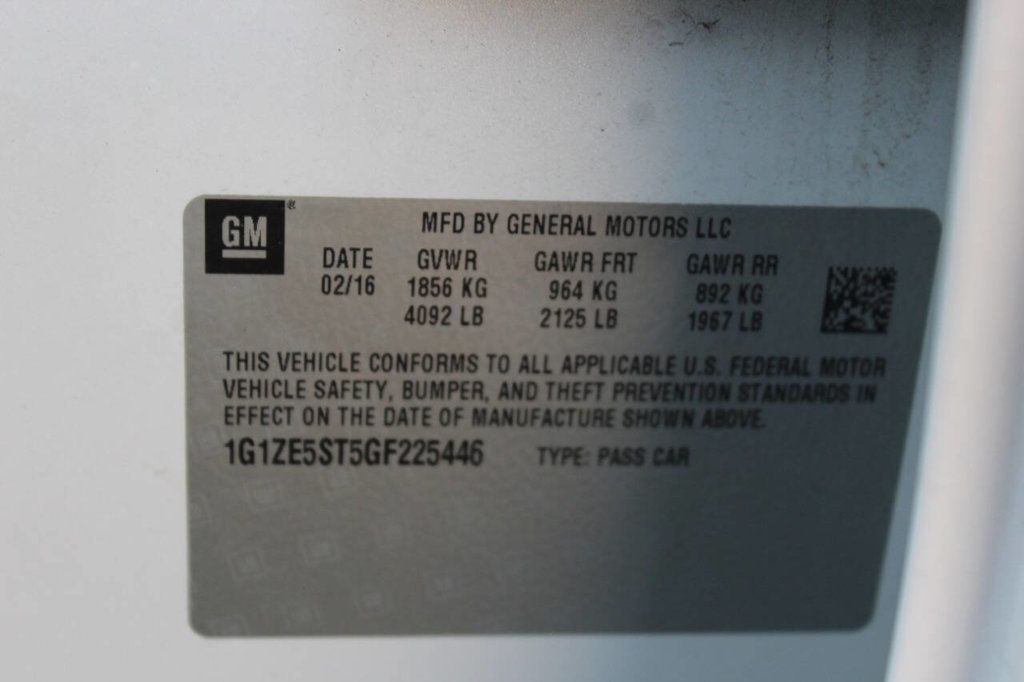 GM®
MFD BY GENERAL MOTORS LLC
DATE GVWR GAWR FRT GAWR RR
02/16 1856 KG 964 KG 892 KG
4092 LB 2125 LB 1967 LB
THIS VEHICLE CONFORMS TO ALL APPLICABLE U.S. FEDERAL MOTOR
VEHICLE SAFETY, BUMPER, AND THEFT PREVENTION STANDARDS IN
EFFECT ON THE DATE OF MANUFACTURE SHOWN ABOVE.
1G1ZE5ST5GF225446 TYPE: PASS CAR